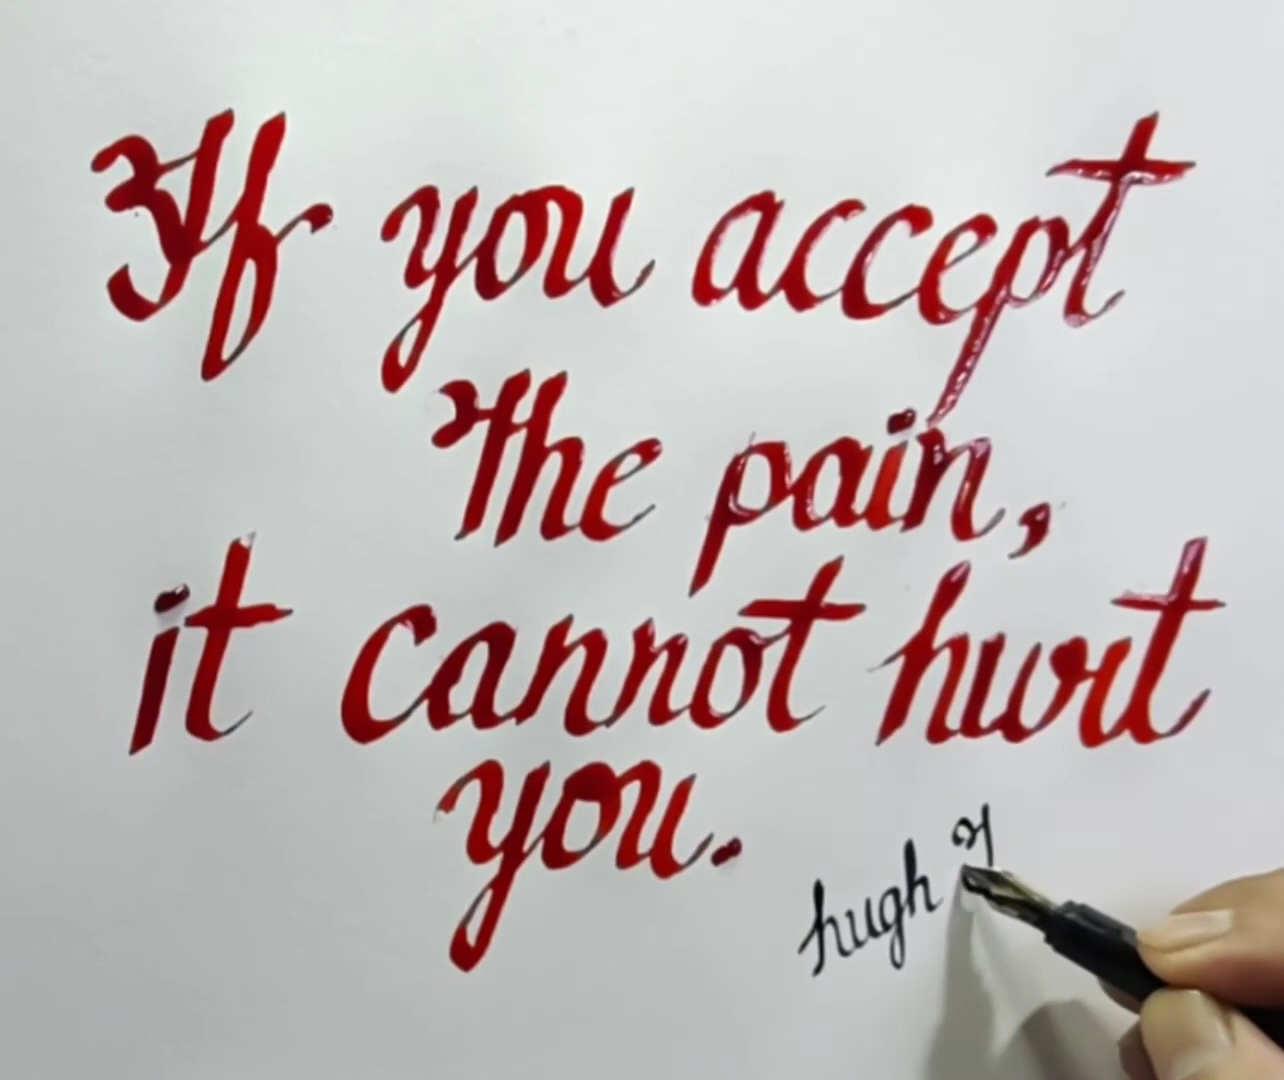 If you accept
The pain,
it cannot hurt
you.
hugh